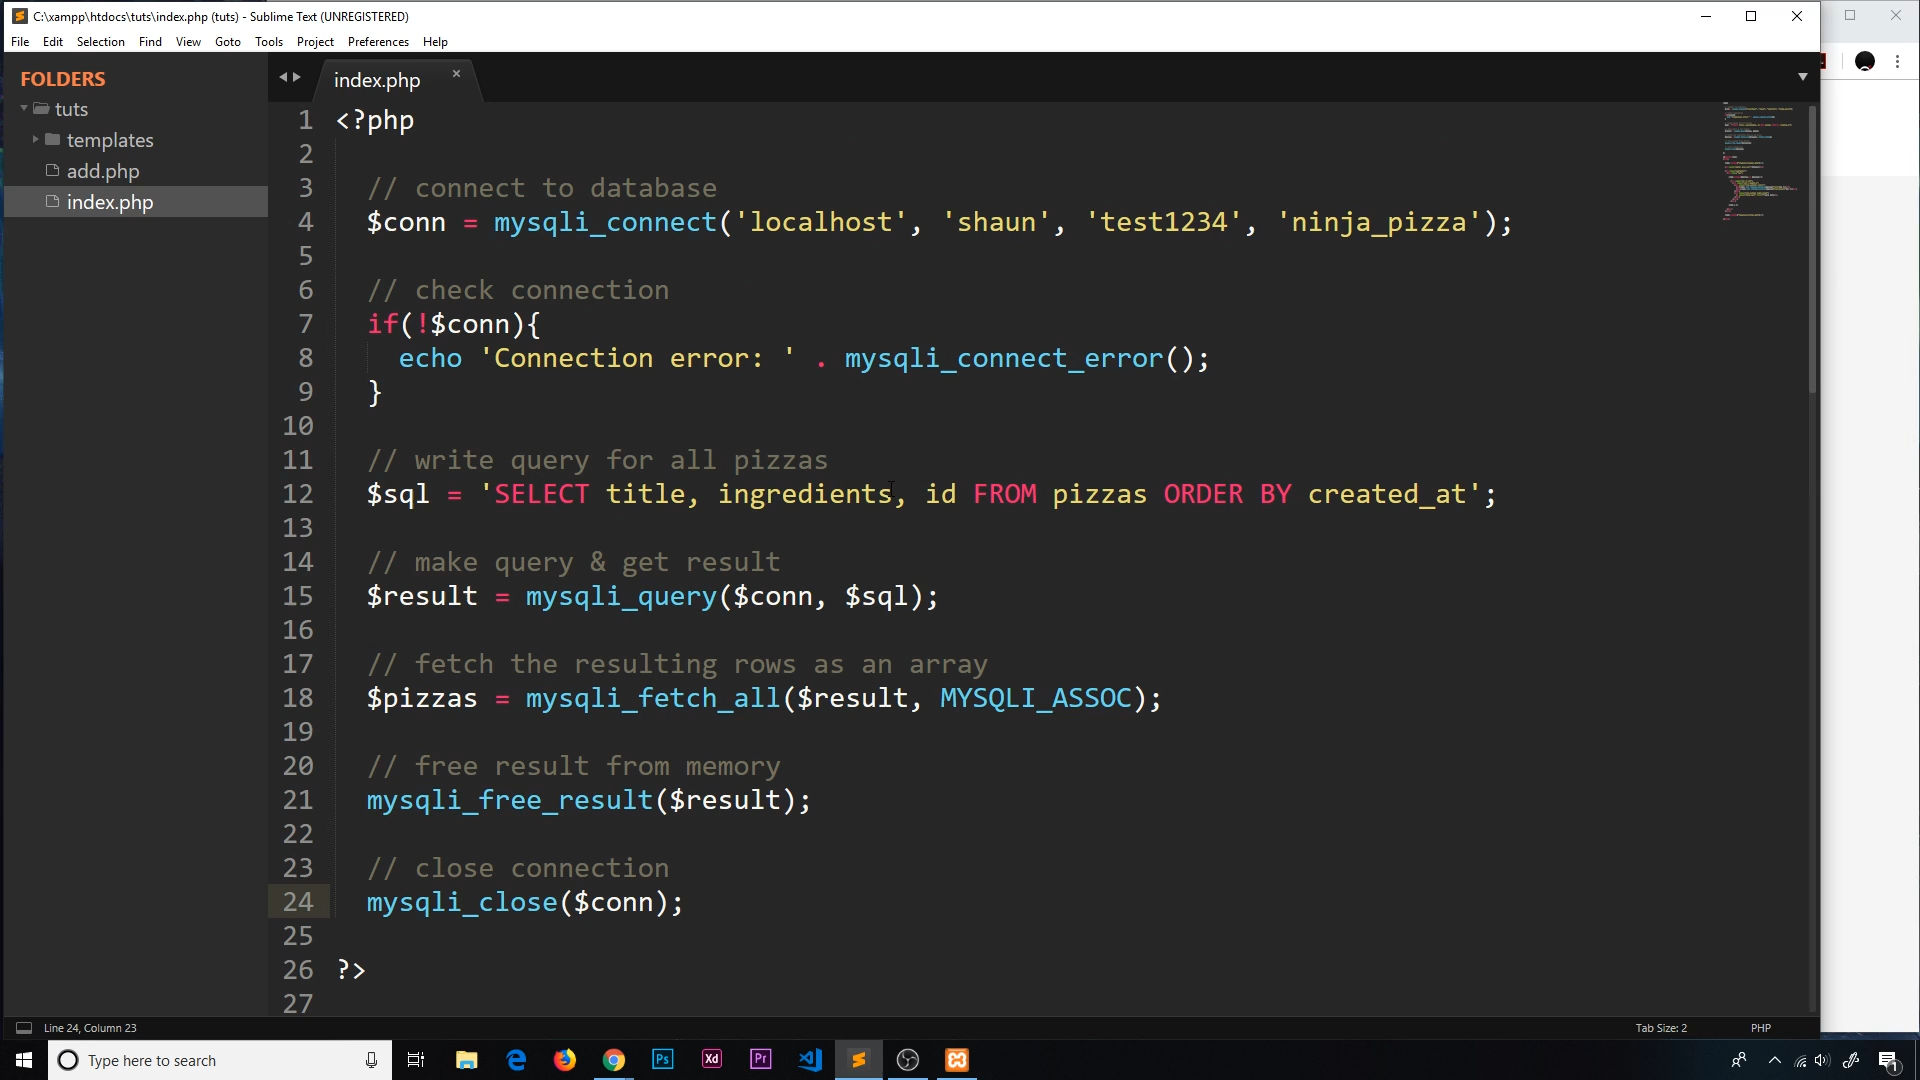 C:\xampp\htdocs\tuts\index.php (tuts) - Sublime Text (UNREGISTERED)
File Edit Selection Find View Goto Tools Project Preferences Help
FOLDERS
tuts
templates
add.php
index.php
index.php
1 <?php
2
3 // connect to database
4 $conn = mysqli_connect('localhost', 'shaun', 'test1234', 'ninja_pizza');
5
6 // check connection
7 if(!$conn){
8 echo 'Connection error: ' . mysqli_connect_error();
9 }
10
11 // write query for all pizzas
12 $sql = 'SELECT title, ingredients, id FROM pizzas ORDER BY created_at';
13
14 // make query & get result
15 $result = mysqli_query($conn, $sql);
16
17 // fetch the resulting rows as an array
18 $pizzas = mysqli_fetch_all($result, MYSQLI_ASSOC);
19
20 // free result from memory
21 mysqli_free_result($result);
22
23 // close connection
24 mysqli_close($conn);
25
26 ?>
27
Line 24, Column 23 Tab Size: 2 PHP
Type here to search Ps Xd Pr 1